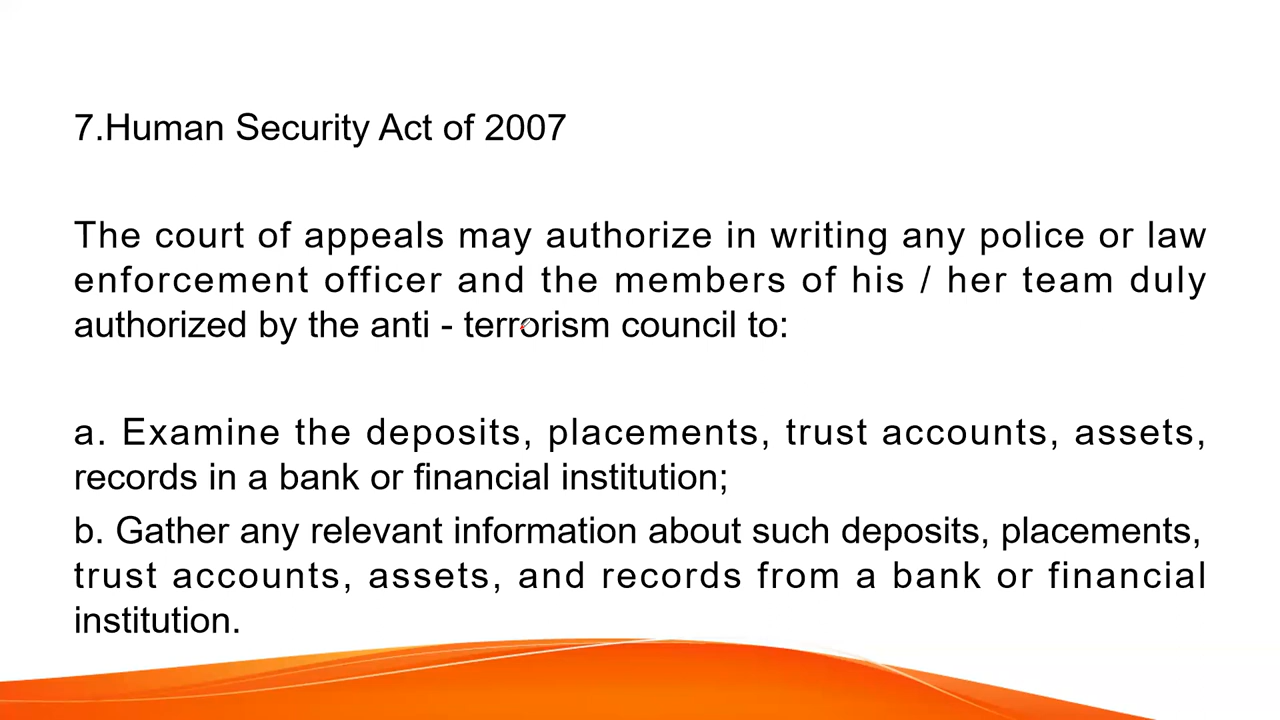 7.Human Security Act of 2007
The court of appeals may authorize in writing any police or law
enforcement officer and the members of his / her team duly
authorized by the anti - terrorism council to:
a. Examine the deposits, placements, trust accounts, assets,
records in a bank or financial institution;
b. Gather any relevant information about such deposits, placements,
trust accounts, assets, and records from a bank or financial
institution.